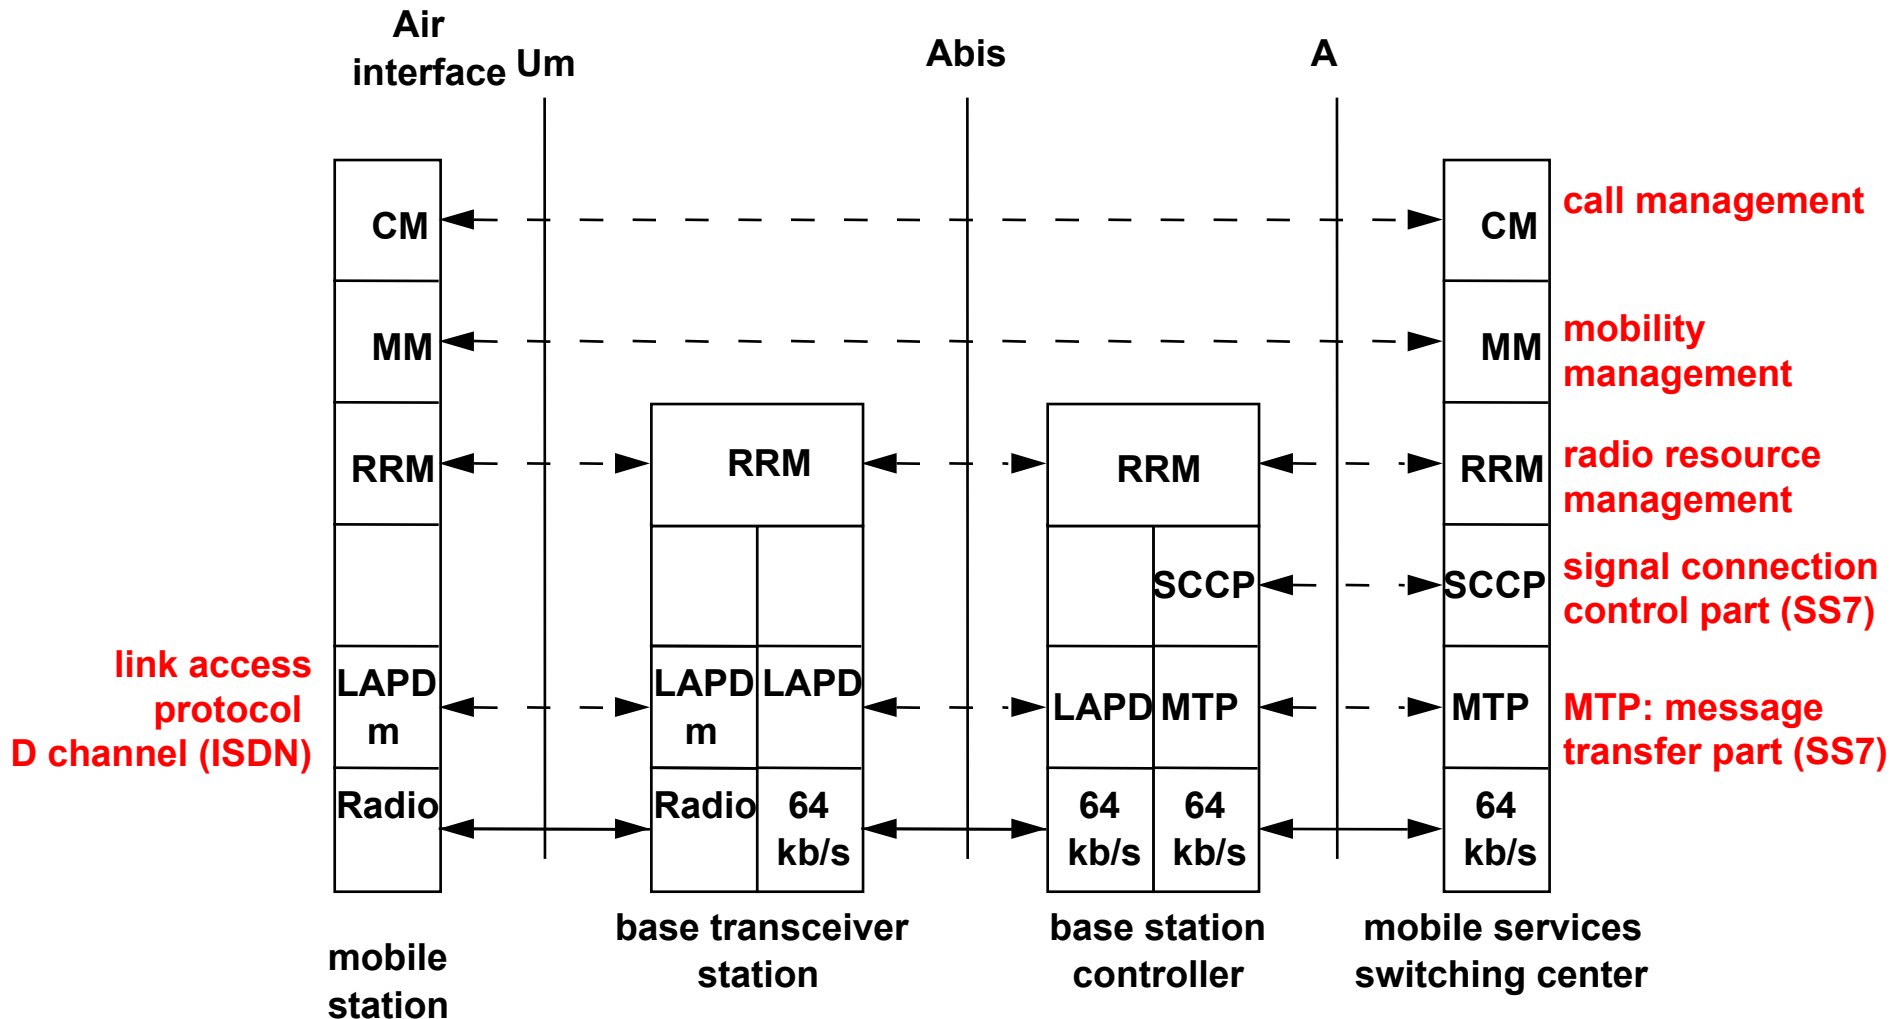 Air
interface
Um
Abis
A
CM
CM
call management
MM
MM
mobility
management
RRM
RRM
RRM
RRM
radio resource
management
SCCP
SCCP
signal connection
control part (SS7)
link access
protocol
D channel (ISDN)
LAPD
m
LAPD
m
LAPD
LAPD
MTP
MTP
MTP: message
transfer part (SS7)
Radio
Radio
64
kb/s
64
kb/s
64
kb/s
64
kb/s
mobile
station
base transceiver
station
base station
controller
mobile services
switching center